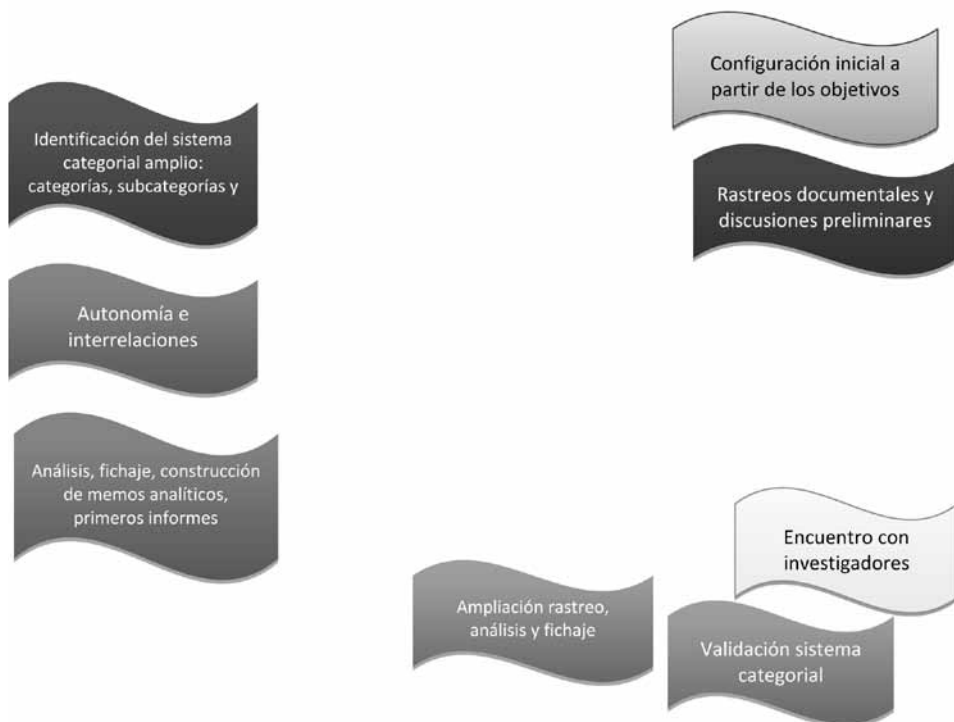 Configuración inicial a
partir de los objetivos
Rastreos documentales y
discusiones preliminares
Identificación del sistema
categorial amplio:
categorías, subcategorías y
Autonomía e
interrelaciones
Análisis, fichaje, construcción
de memos analíticos,
primeros informes
Encuentro con
investigadores
Ampliación rastreo,
análisis y fichaje
Validación sistema
categorial